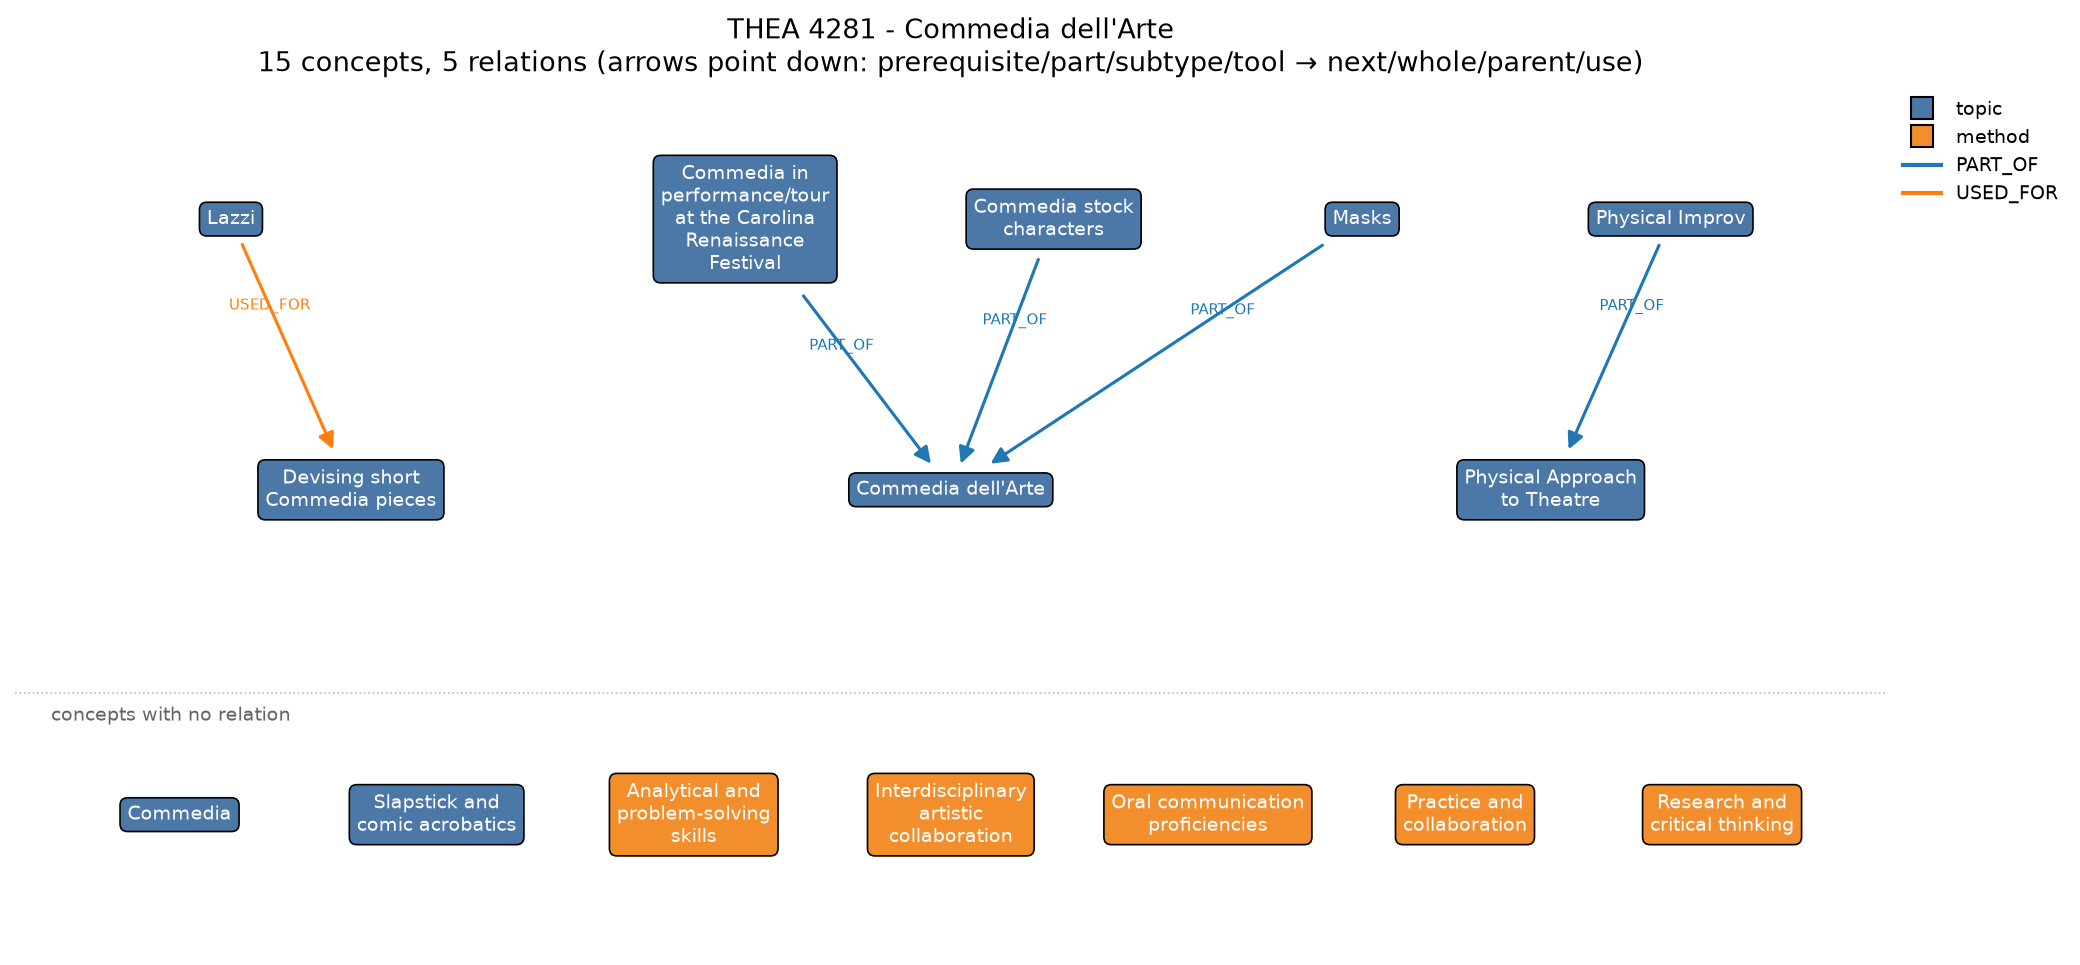 THEA 4281 - Commedia dell'Arte
15 concepts, 5 relations (arrows point down: prerequisite/part/subtype/tool → next/whole/parent/use)
topic
method
PART_OF
USED_FOR
Lazzi
Commedia in
performance/tour
at the Carolina
Renaissance
Festival
Commedia stock
characters
Masks
Physical Improv
USED_FOR
PART_OF
PART_OF
PART_OF
PART_OF
Devising short
Commedia pieces
Commedia dell'Arte
Physical Approach
to Theatre
concepts with no relation
Commedia
Slapstick and
comic acrobatics
Analytical and
problem-solving
skills
Interdisciplinary
artistic
collaboration
Oral communication
proficiencies
Practice and
collaboration
Research and
critical thinking